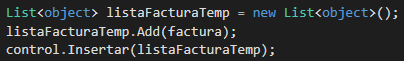 List<object> listaFacturaTemp = new List<object>();
listaFacturaTemp.Add(factura);
control.Insertar(listaFacturaTemp);